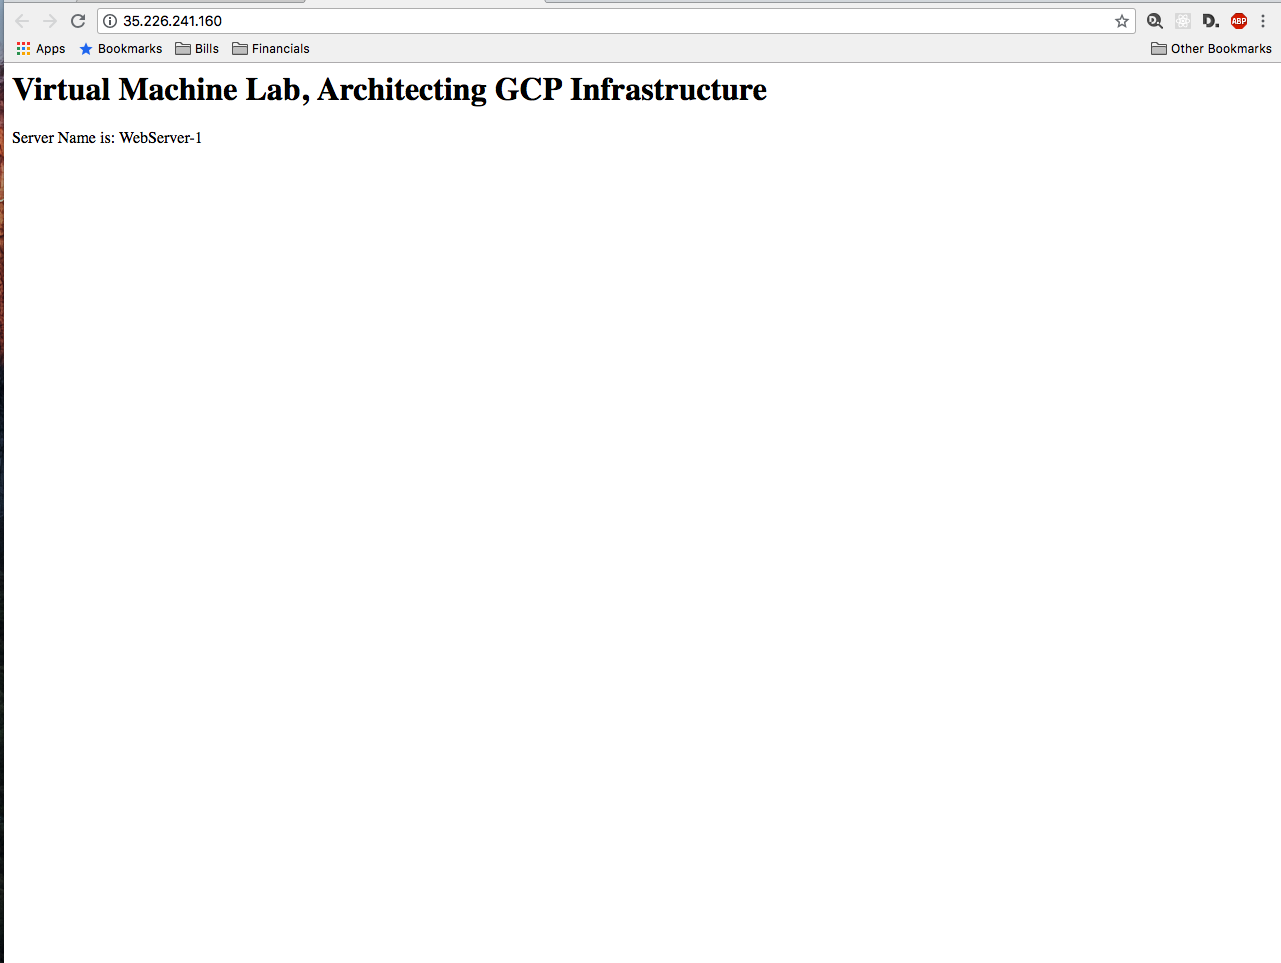 35.226.241.160
ABP
Apps Bookmarks Bills Financials Other Bookmarks
Virtual Machine Lab, Architecting GCP Infrastructure
Server Name is: WebServer-1